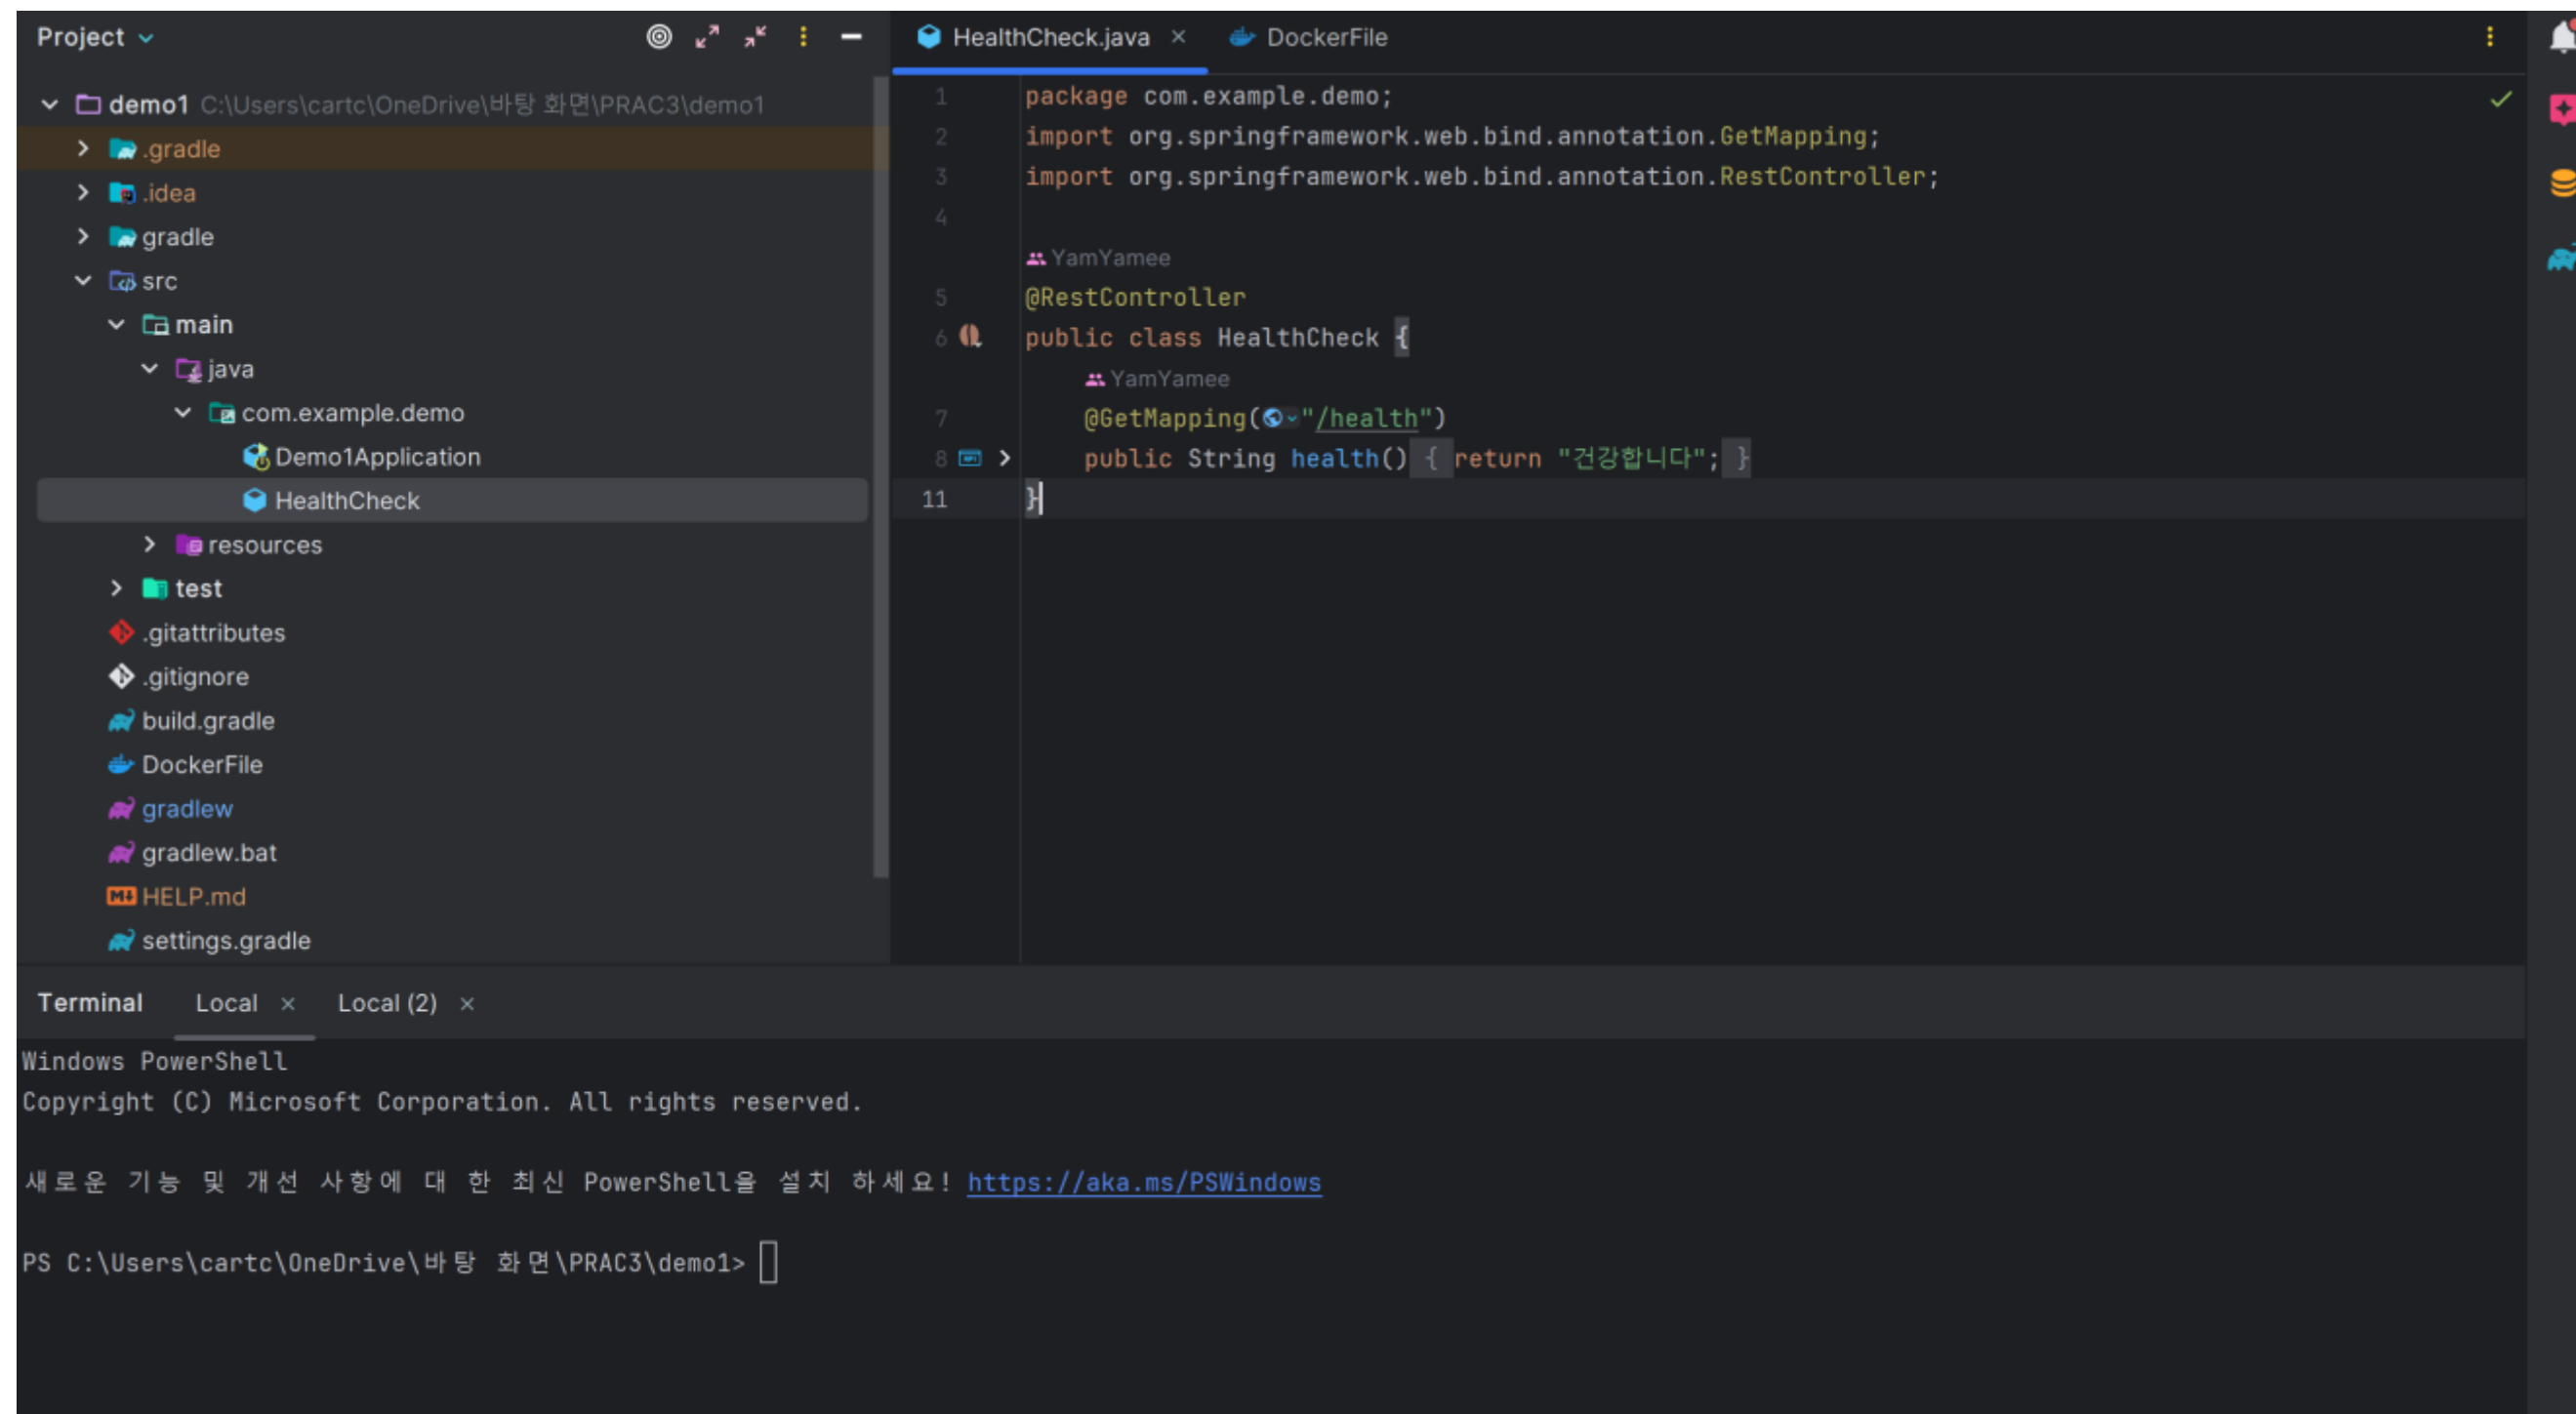 Project
demo1 C:\Users\cartc\OneDrive\바탕 화면\PRAC3\demo1
.gradle
.idea
gradle
src
main
java
com.example.demo
Demo1Application
HealthCheck
resources
test
.gitattributes
.gitignore
build.gradle
DockerFile
gradlew
gradlew.bat
HELP.md
settings.gradle
HealthCheck.java
DockerFile
1 package com.example.demo;
2 import org.springframework.web.bind.annotation.GetMapping;
3 import org.springframework.web.bind.annotation.RestController;
4
YamYamee
5 @RestController
6 public class HealthCheck {
YamYamee
7 @GetMapping("/health")
8 public String health() { return "건강합니다"; }
11 }
Terminal Local Local (2)
Windows PowerShell
Copyright (C) Microsoft Corporation. All rights reserved.
새로운 기능 및 개선 사항에 대 한 최신 PowerShell을 설치 하세요! https://aka.ms/PSWindows
PS C:\Users\cartc\OneDrive\바탕 화면\PRAC3\demo1>